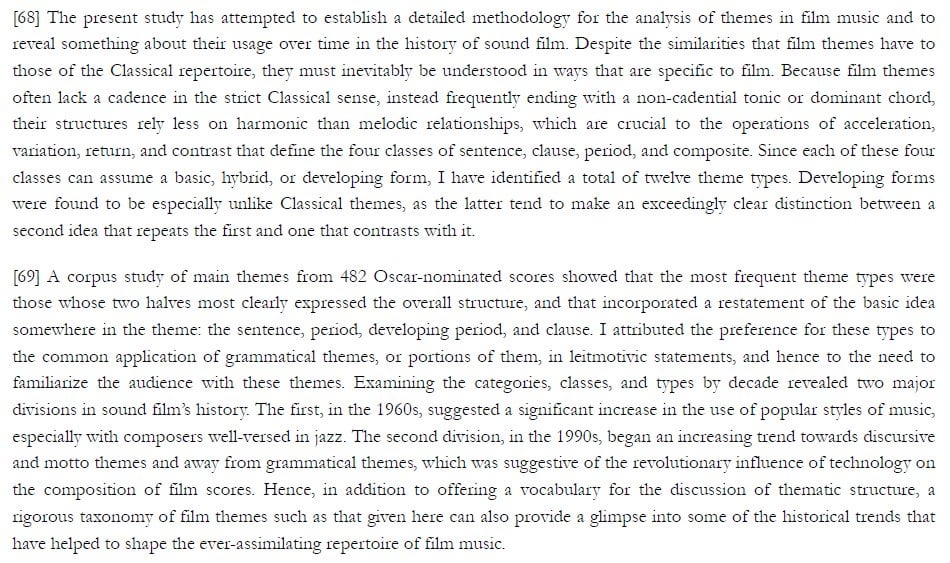 [68] The present study has attempted to establish a detailed methodology for the analysis of themes in film music and to
reveal something about their usage over time in the history of sound film. Despite the similarities that film themes have to
those of the Classical repertoire, they must inevitably be understood in ways that are specific to film. Because film themes
often lack a cadence in the strict Classical sense, instead frequently ending with a non-cadential tonic or dominant chord,
their structures rely less on harmonic than melodic relationships, which are crucial to the operations of acceleration,
variation, return, and contrast that define the four classes of sentence, clause, period, and composite. Since each of these four
classes can assume a basic, hybrid, or developing form, I have identified a total of twelve theme types. Developing forms
were found to be especially unlike Classical themes, as the latter tend to make an exceedingly clear distinction between a
second idea that repeats the first and one that contrasts with it.
[69] A corpus study of main themes from 482 Oscar-nominated scores showed that the most frequent theme types were
those whose two halves most clearly expressed the overall structure, and that incorporated a restatement of the basic idea
somewhere in the theme: the sentence, period, developing period, and clause. I attributed the preference for these types to
the common application of grammatical themes, or portions of them, in leitmotivic statements, and hence to the need to
familiarize the audience with these themes. Examining the categories, classes, and types by decade revealed two major
divisions in sound film's history. The first, in the 1960s, suggested a significant increase in the use of popular styles of music,
especially with composers well-versed in jazz. The second division, in the 1990s, began an increasing trend towards discursive
and motto themes and away from grammatical themes, which was suggestive of the revolutionary influence of technology on
the composition of film scores. Hence, in addition to offering a vocabulary for the discussion of thematic structure, a
rigorous taxonomy of film themes such as that given here can also provide a glimpse into some of the historical trends that
have helped to shape the ever-assimilating repertoire of film music.